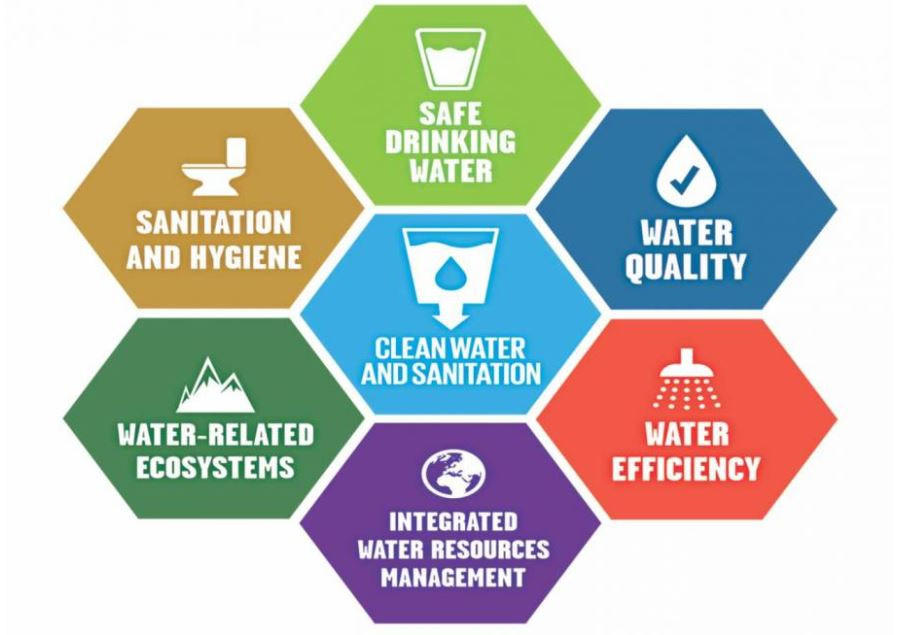 SAFE
DRINKING
WATER
SANITATION
AND HYGIENE
WATER
QUALITY
CLEAN WATER
AND SANITATION
WATER-RELATED
ECOSYSTEMS
WATER
EFFICIENCY
INTEGRATED
WATER RESOURCES
MANAGEMENT